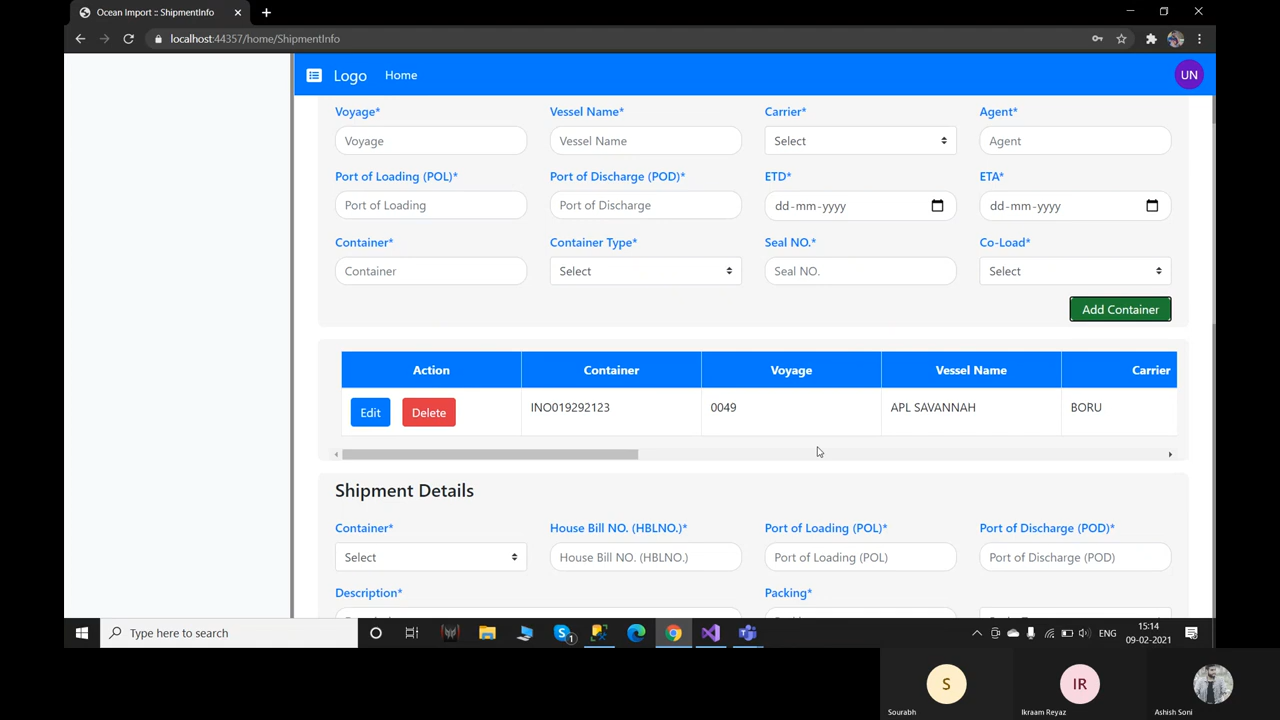 Ocean Import :: ShipmentInfo
localhost:44357/home/ShipmentInfo
Logo Home UN
Voyage* Vessel Name* Carrier* Agent*
Voyage Vessel Name Select Agent
Port of Loading (POL)* Port of Discharge (POD)* ETD* ETA*
Port of Loading Port of Discharge dd-mm-yyyy dd-mm-yyyy
Container* Container Type* Seal NO.* Co-Load*
Container Select Seal NO. Select
Add Container
Action Container Voyage Vessel Name Carrier
Edit Delete INO019292123 0049 APL SAVANNAH BORU
Shipment Details
Container* House Bill NO. (HBLNO.)* Port of Loading (POL)* Port of Discharge (POD)*
Select House Bill NO. (HBLNO.) Port of Loading (POL) Port of Discharge (POD)
Description* Packing*
Type here to search 1 ENG 15:14
09-02-2021
S IR
Sourabh Ikraam Reyaz Ashish Soni